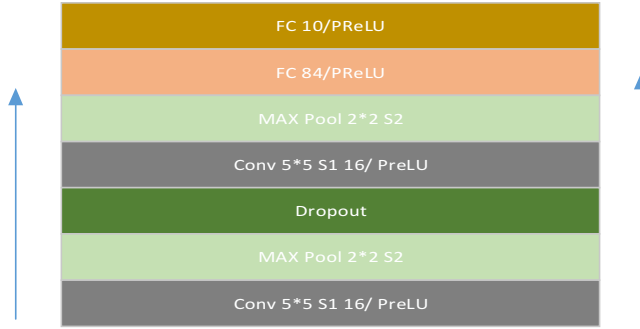 FC 10/PReLU
FC 84/PReLU
MAX Pool 2*2 S2
Conv 5*5 S1 16/ PreLU
Dropout
MAX Pool 2*2 S2
Conv 5*5 S1 16/ PreLU